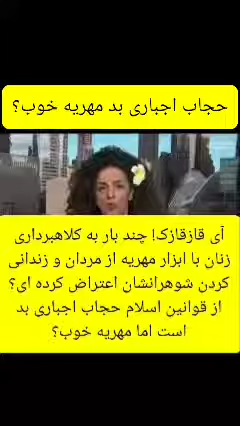 حجاب اجباری بد مهریه خوب؟
آی قازقازک! چند بار به کلاهبرداری
زنان با ابزار مهریه از مردان و زندانی
کردن شوهرانشان اعتراض کرده ای؟
از قوانین اسلام حجاب اجباری بد
است اما مهریه خوب؟